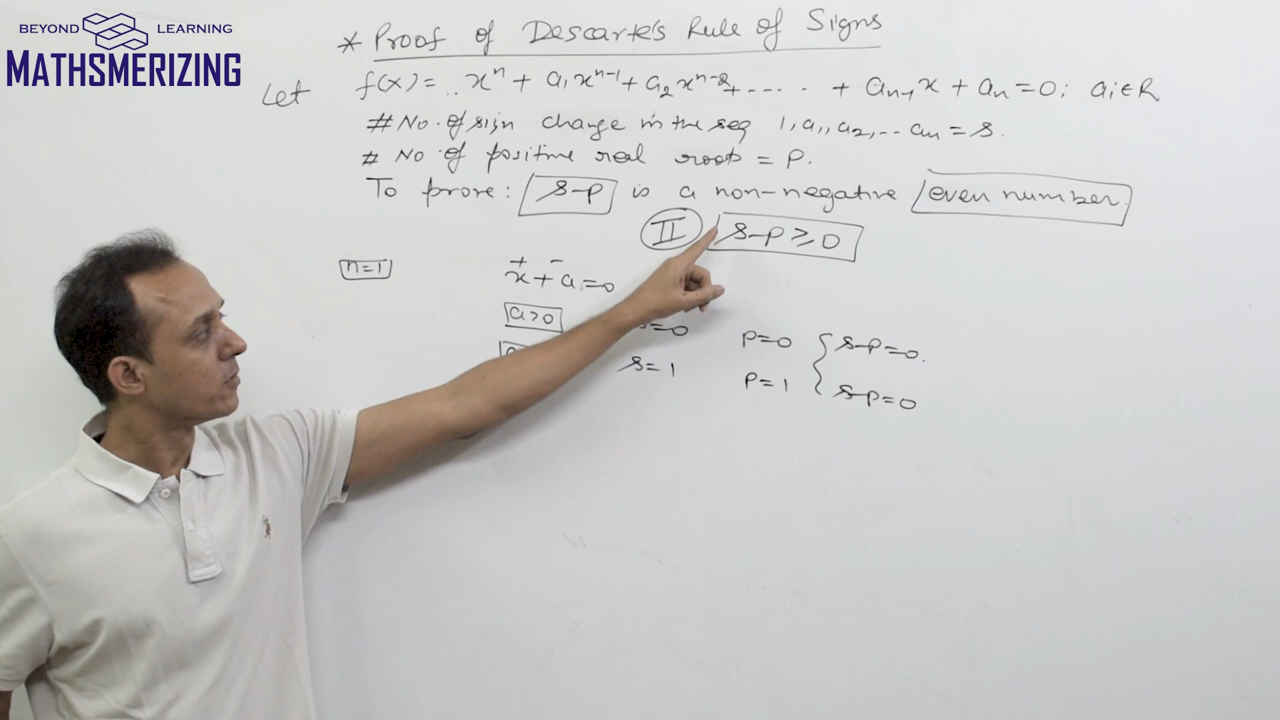 BEYOND LEARNING
MATHSMERIZING
* Proof of Descarte's Rule of Signs
Let f(x) = .. xⁿ + a₁xⁿ⁻¹ + a₂xⁿ⁻² + .... . + aₙ₋₁x + aₙ = 0; aᵢ ∈ R
# No. of sign change in the seq 1, a₁, a₂, .. aₙ = s.
# No of positive real roots = p.
To prove: s-p is a non-negative even number.
II s-p ≥ 0
n=1 + -
x + a = 0
a>0 =0 p=0 { s-p=0.
s=1 p=1 s-p=0